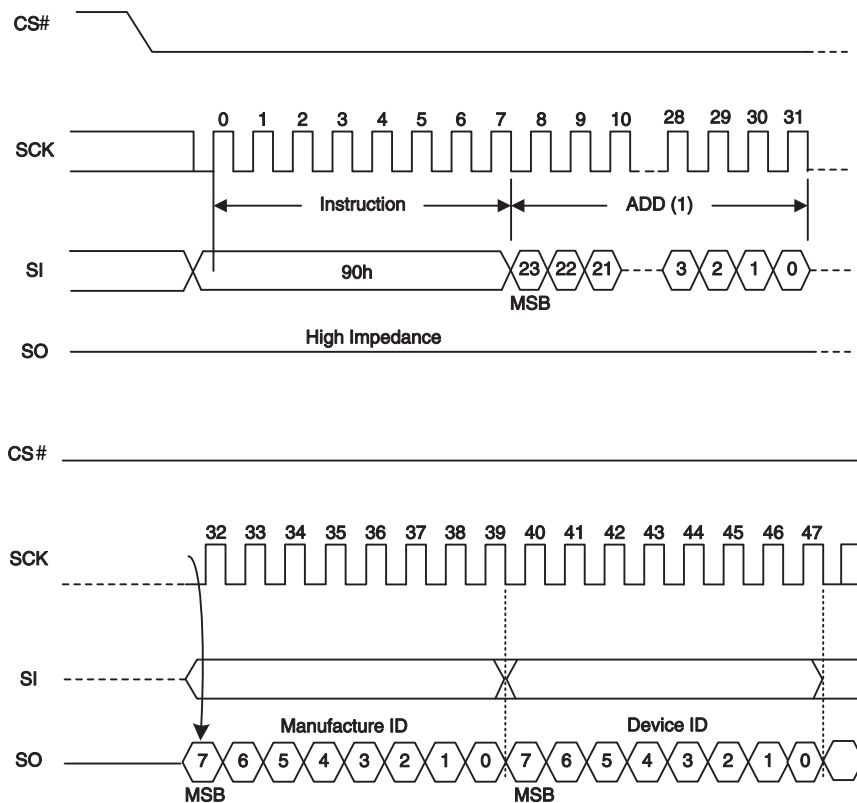 CS#
0 1 2 3 4 5 6 7 8 9 10 28 29 30 31
SCK
Instruction ADD (1)
SI 90h 23 22 21 3 2 1 0
MSB
High Impedance
SO
CS#
32 33 34 35 36 37 38 39 40 41 42 43 44 45 46 47
SCK
SI
Manufacture ID Device ID
SO 7 6 5 4 3 2 1 0 7 6 5 4 3 2 1 0
MSB MSB